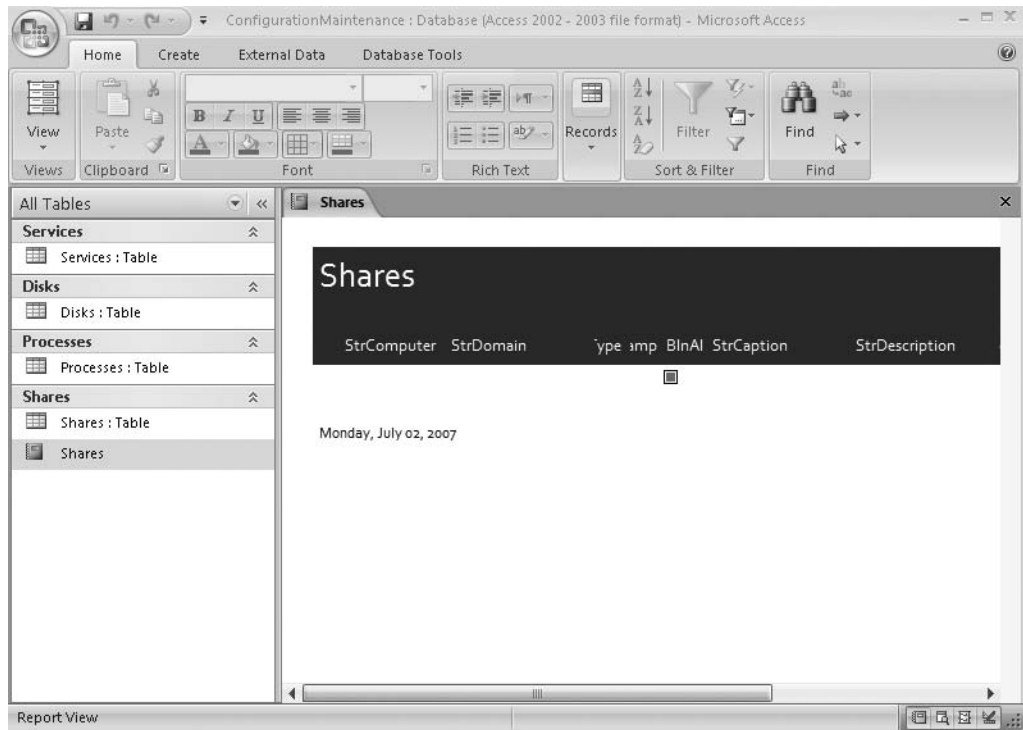 ConfigurationMaintenance : Database (Access 2002 - 2003 file format) - Microsoft Access
Home Create External Data Database Tools
View Paste B I U Records Filter Find
Views Clipboard Font Rich Text Sort & Filter Find
All Tables
Services
Services : Table
Disks
Disks : Table
Processes
Processes : Table
Shares
Shares : Table
Shares
Shares
Shares
StrComputer StrDomain ype amp BlnAl StrCaption StrDescription
Monday, July 02, 2007
Report View